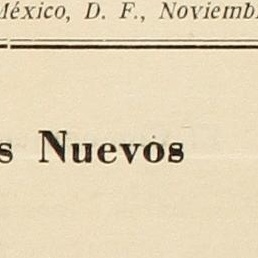 México, D. F., Noviemb
s Nuevos